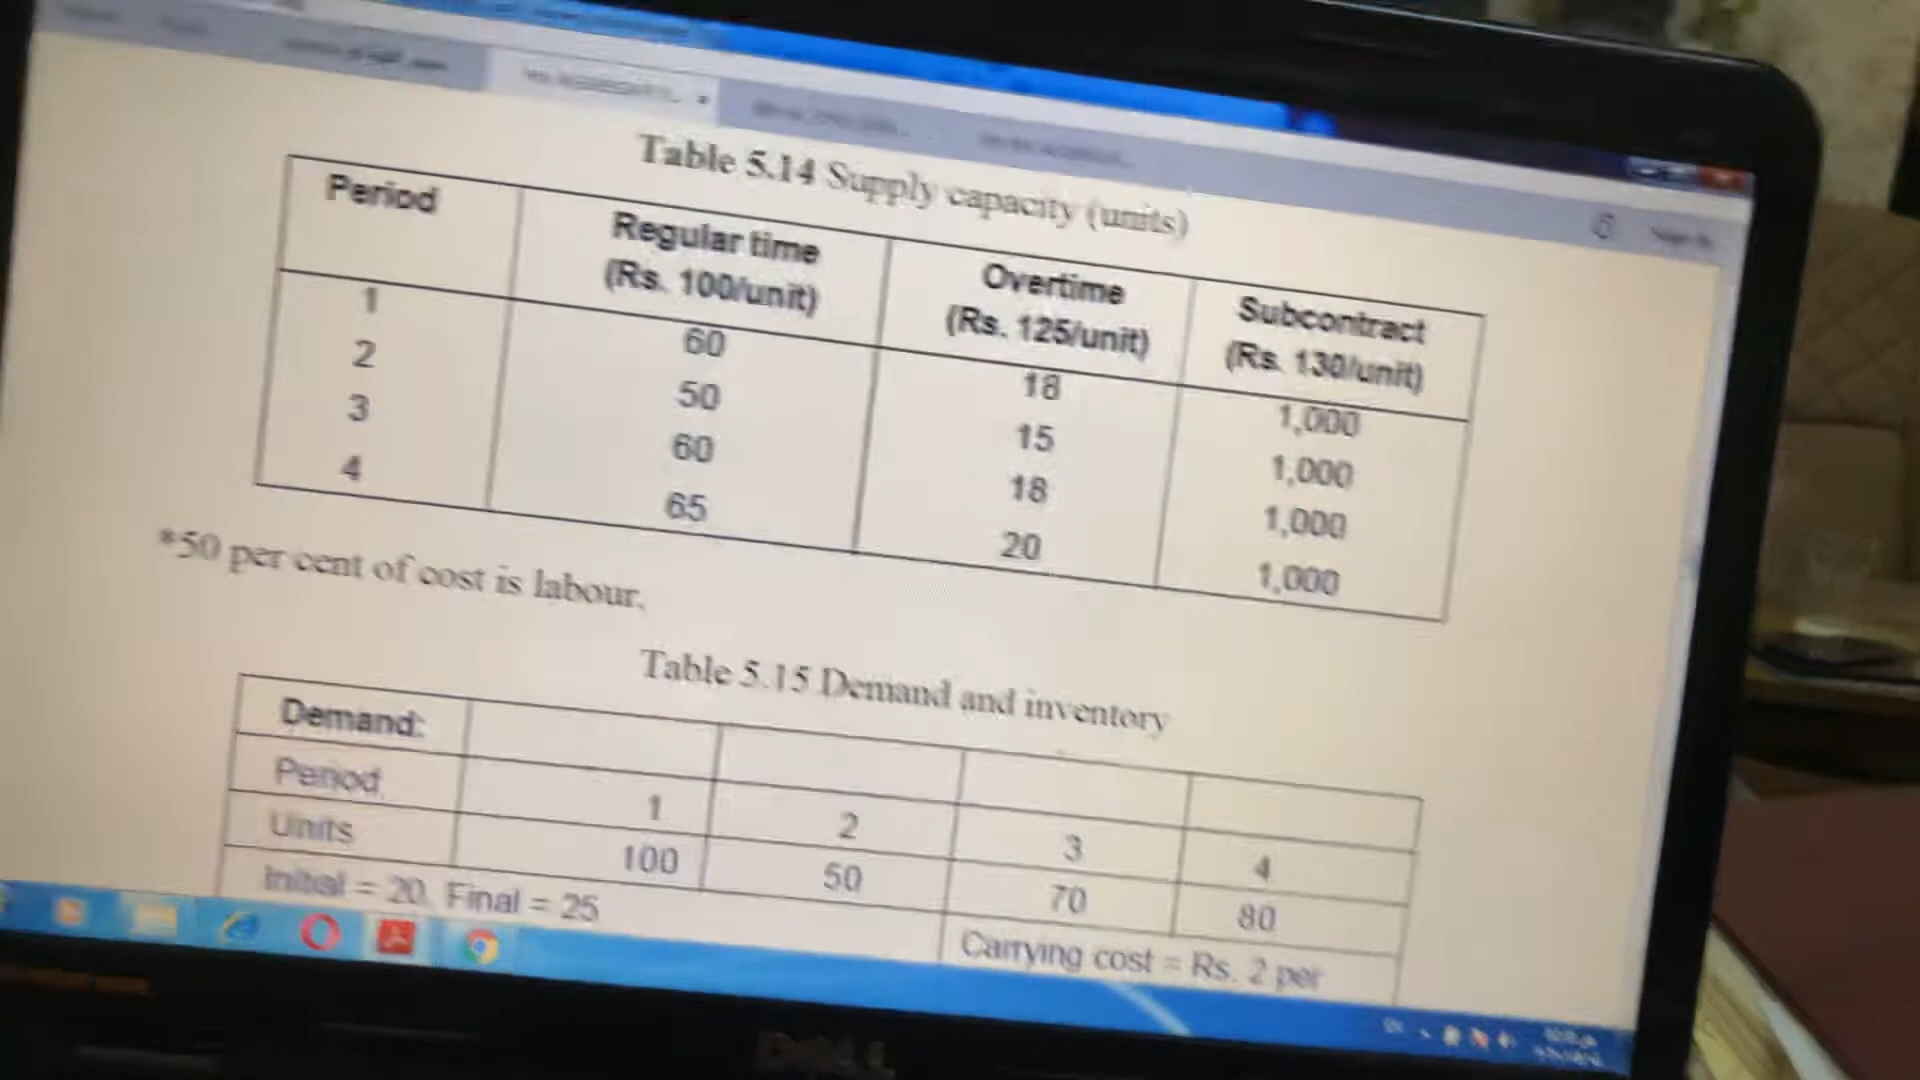 Table 5.14 Supply capacity (units)
Period Regular time (Rs. 100/unit) Overtime (Rs. 125/unit) Subcontract (Rs. 130/unit)
1 60 18 1,000
2 50 15 1,000
3 60 18 1,000
4 65 20 1,000
*50 per cent of cost is labour.
Table 5.15 Demand and inventory
Demand:
Period 1 2 3 4
Units 100 50 70 80
Initial = 20, Final = 25 Carrying cost = Rs. 2 per
DELL